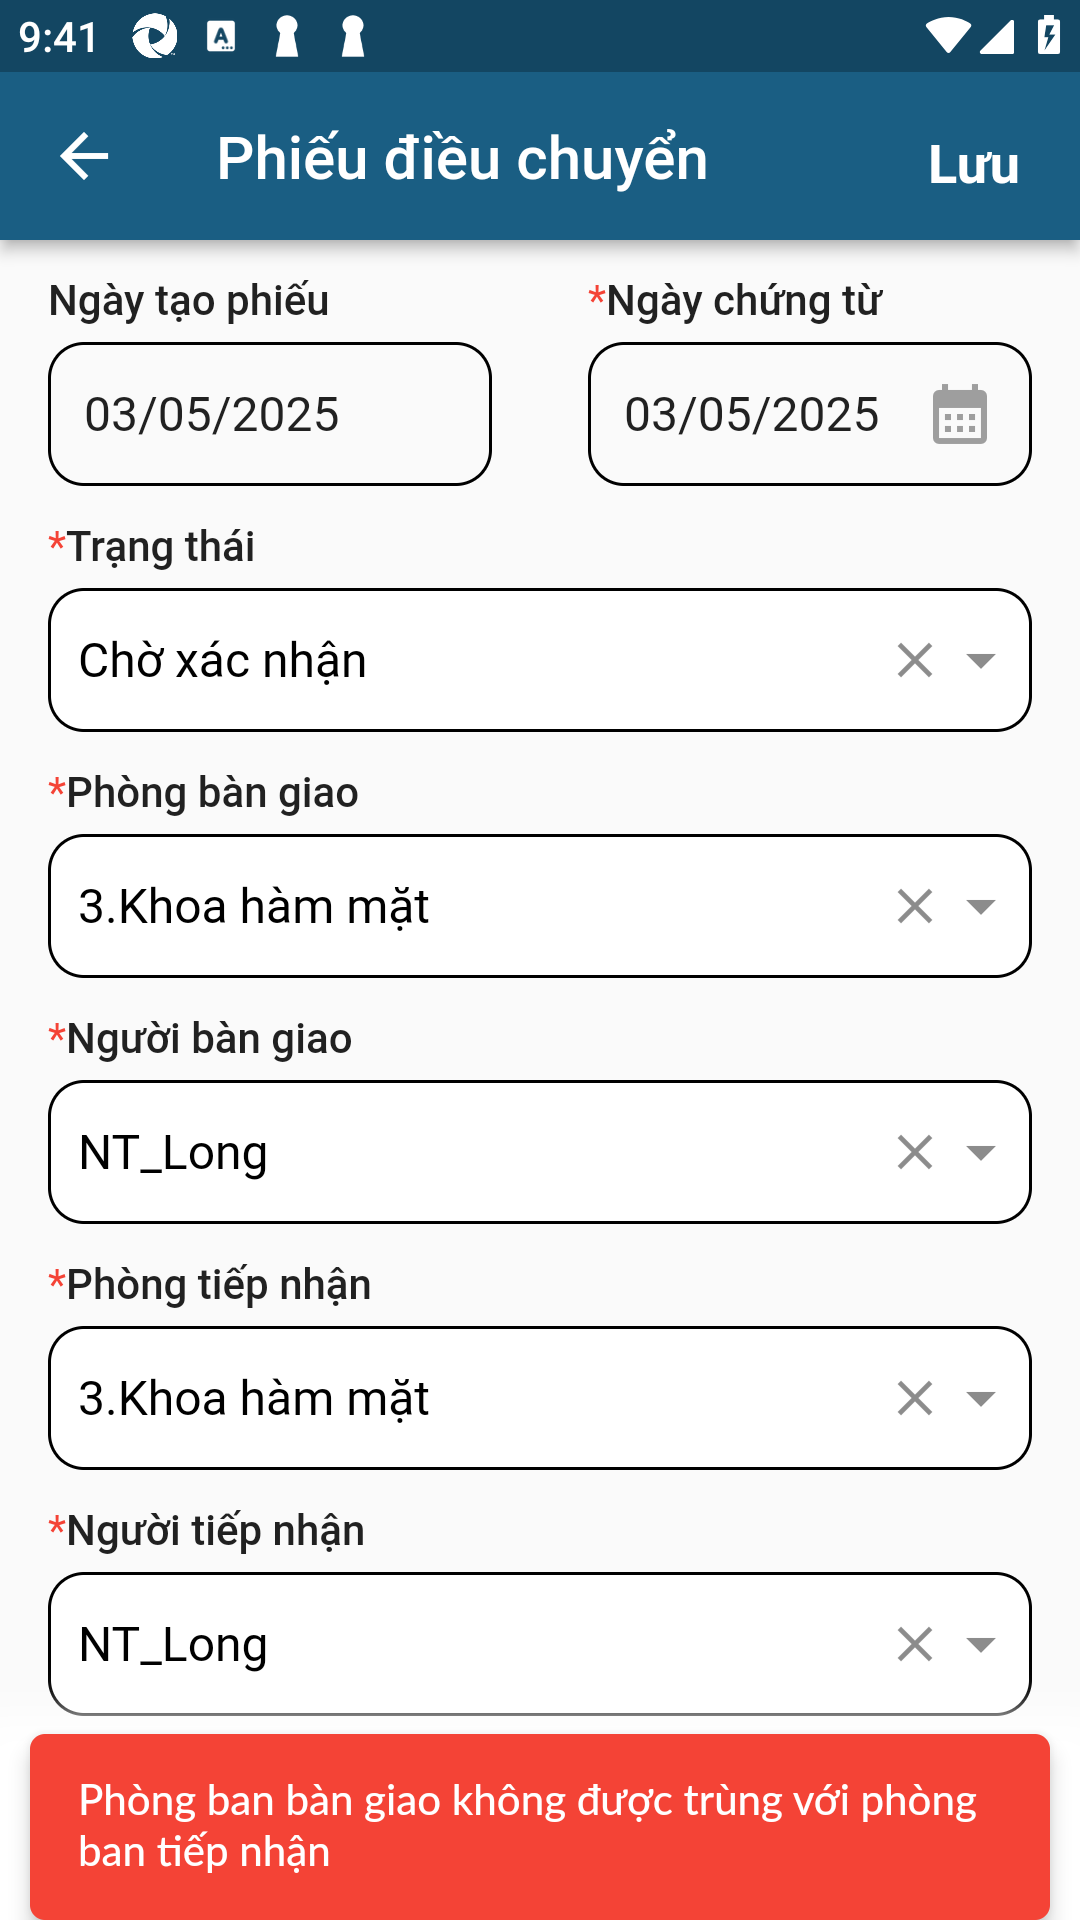 9:41
Phiếu điều chuyển
Lưu
Ngày tạo phiếu
*Ngày chứng từ
03/05/2025
03/05/2025
*Trạng thái
Chờ xác nhận
*Phòng bàn giao
3.Khoa hàm mặt
*Người bàn giao
NT_Long
*Phòng tiếp nhận
3.Khoa hàm mặt
*Người tiếp nhận
NT_Long
Phòng ban bàn giao không được trùng với phòng
ban tiếp nhận